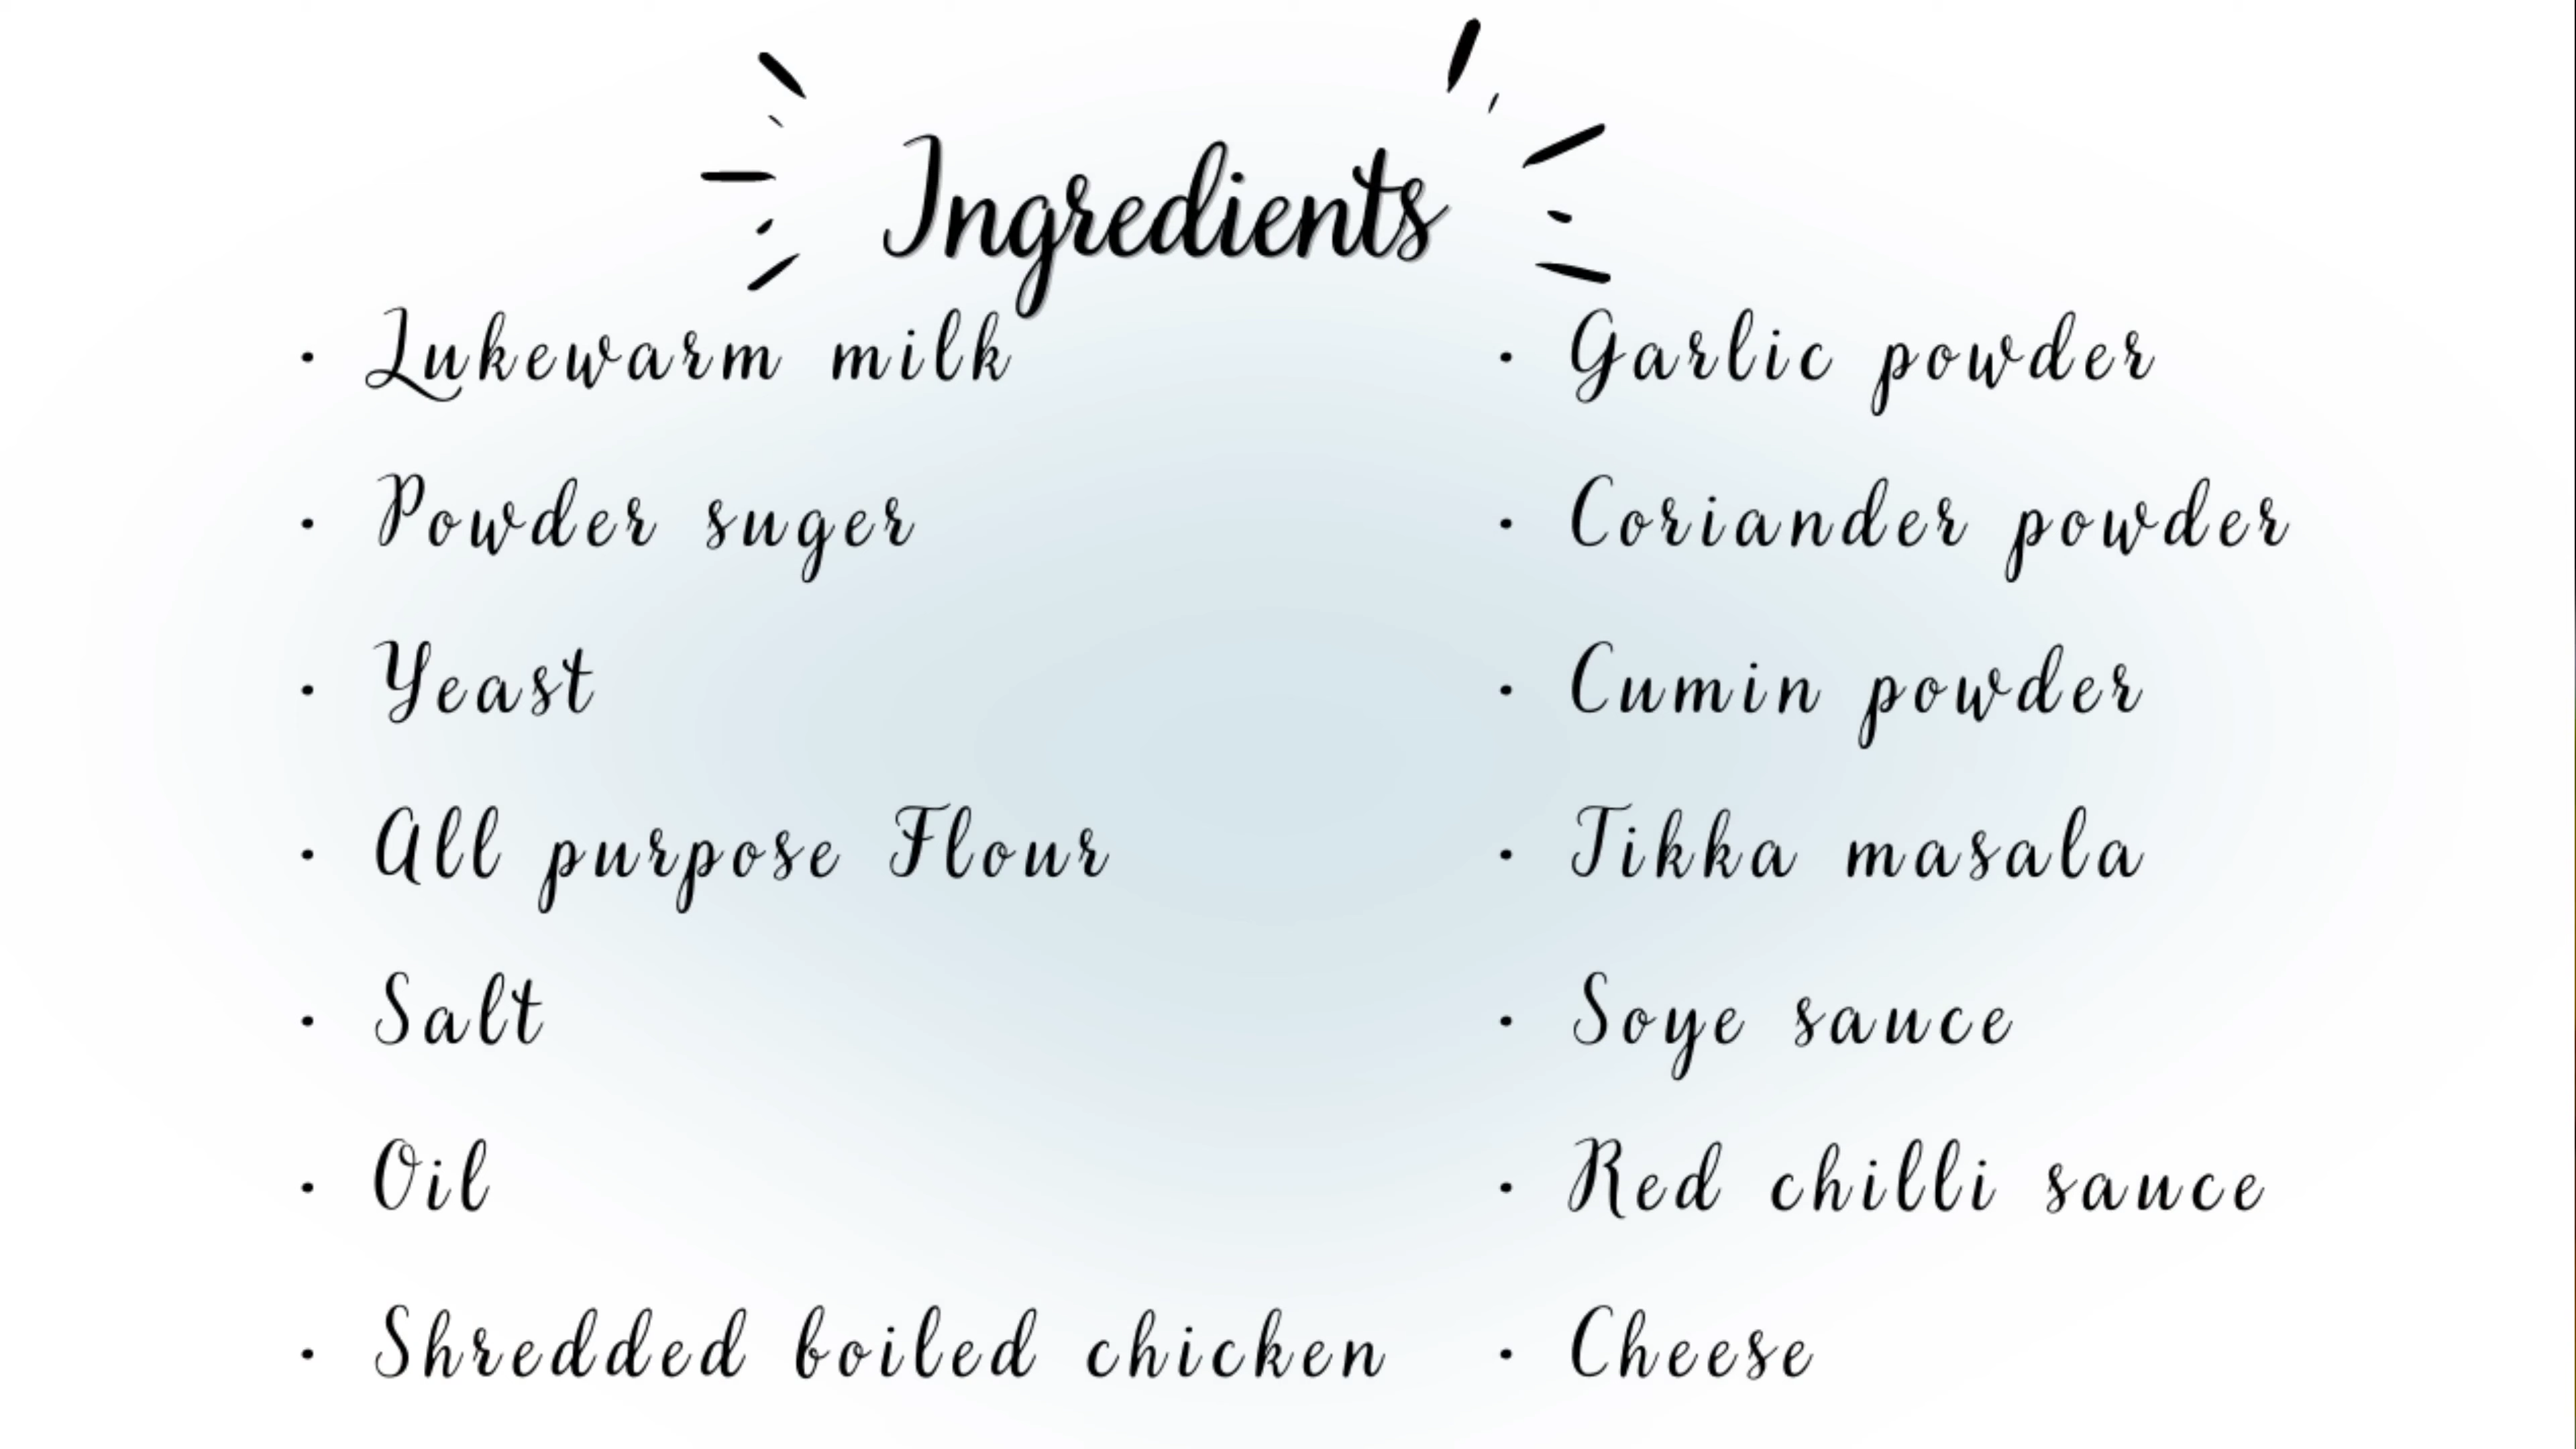 Ingredients
• Lukewarm milk
• Powder suger
• Yeast
• All purpose Flour
• Salt
• Oil
• Shredded boiled chicken
• Garlic powder
• Coriander powder
• Cumin powder
• Tikka masala
• Soye sauce
• Red chilli sauce
• Cheese